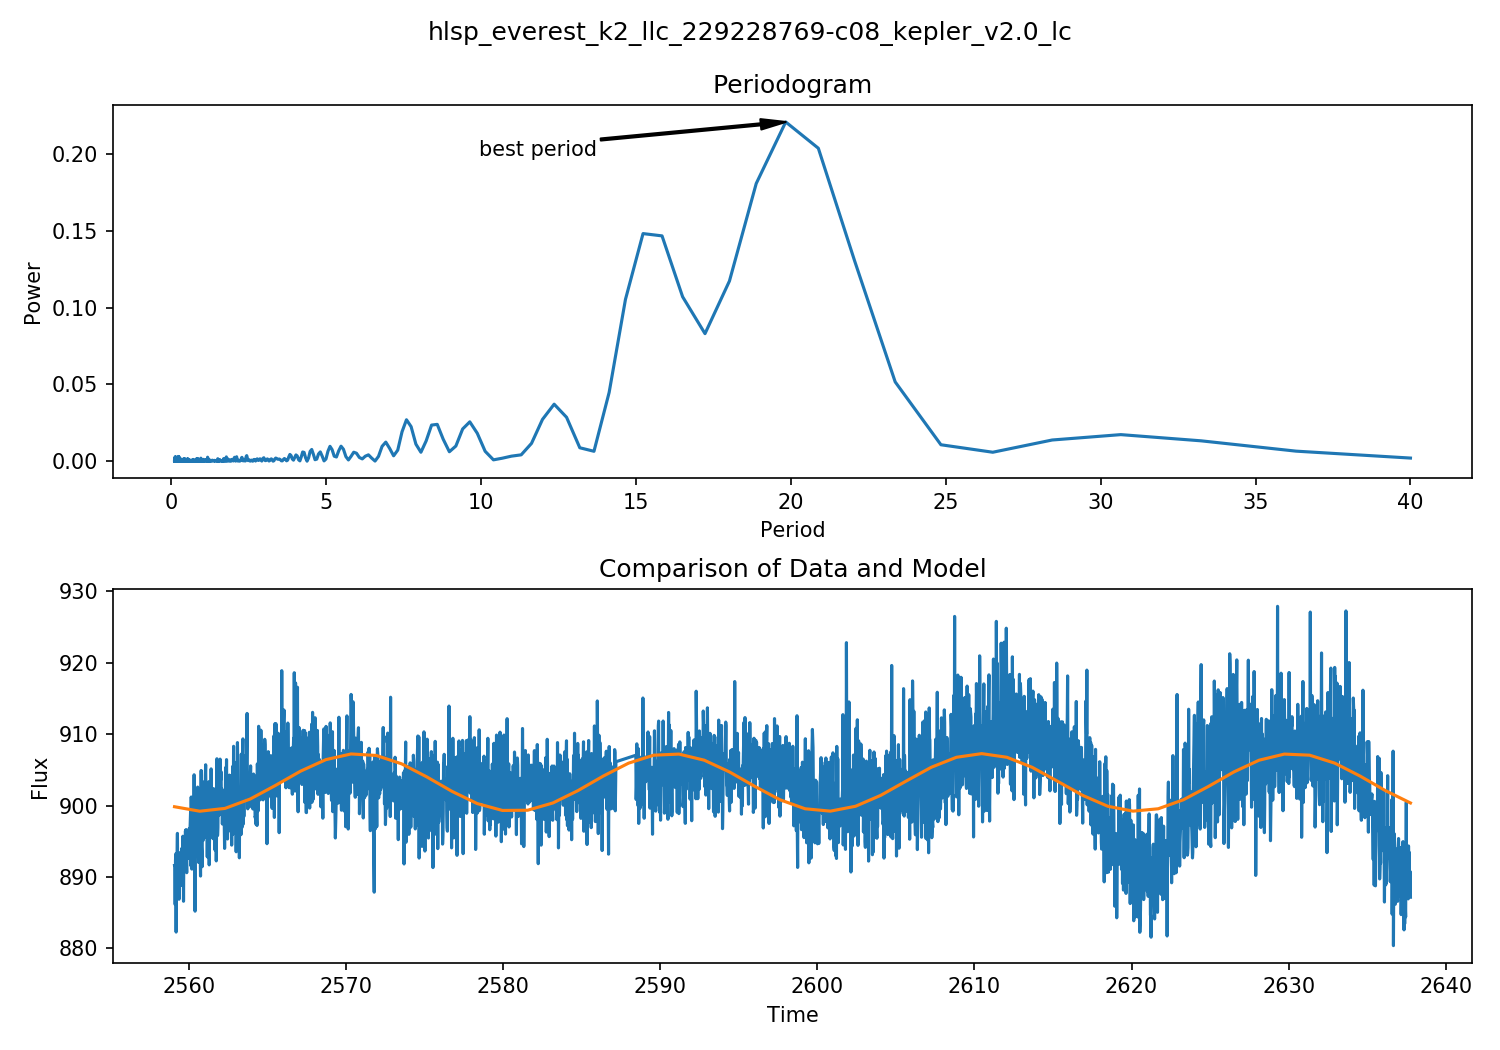 hlsp_everest_k2_llc_229228769-c08_kepler_v2.0_lc
Periodogram
best period
Power
0.20
0.15
0.10
0.05
0.00
0 5 10 15 20 25 30 35 40
Period
Comparison of Data and Model
Flux
930
920
910
900
890
880
2560 2570 2580 2590 2600 2610 2620 2630 2640
Time